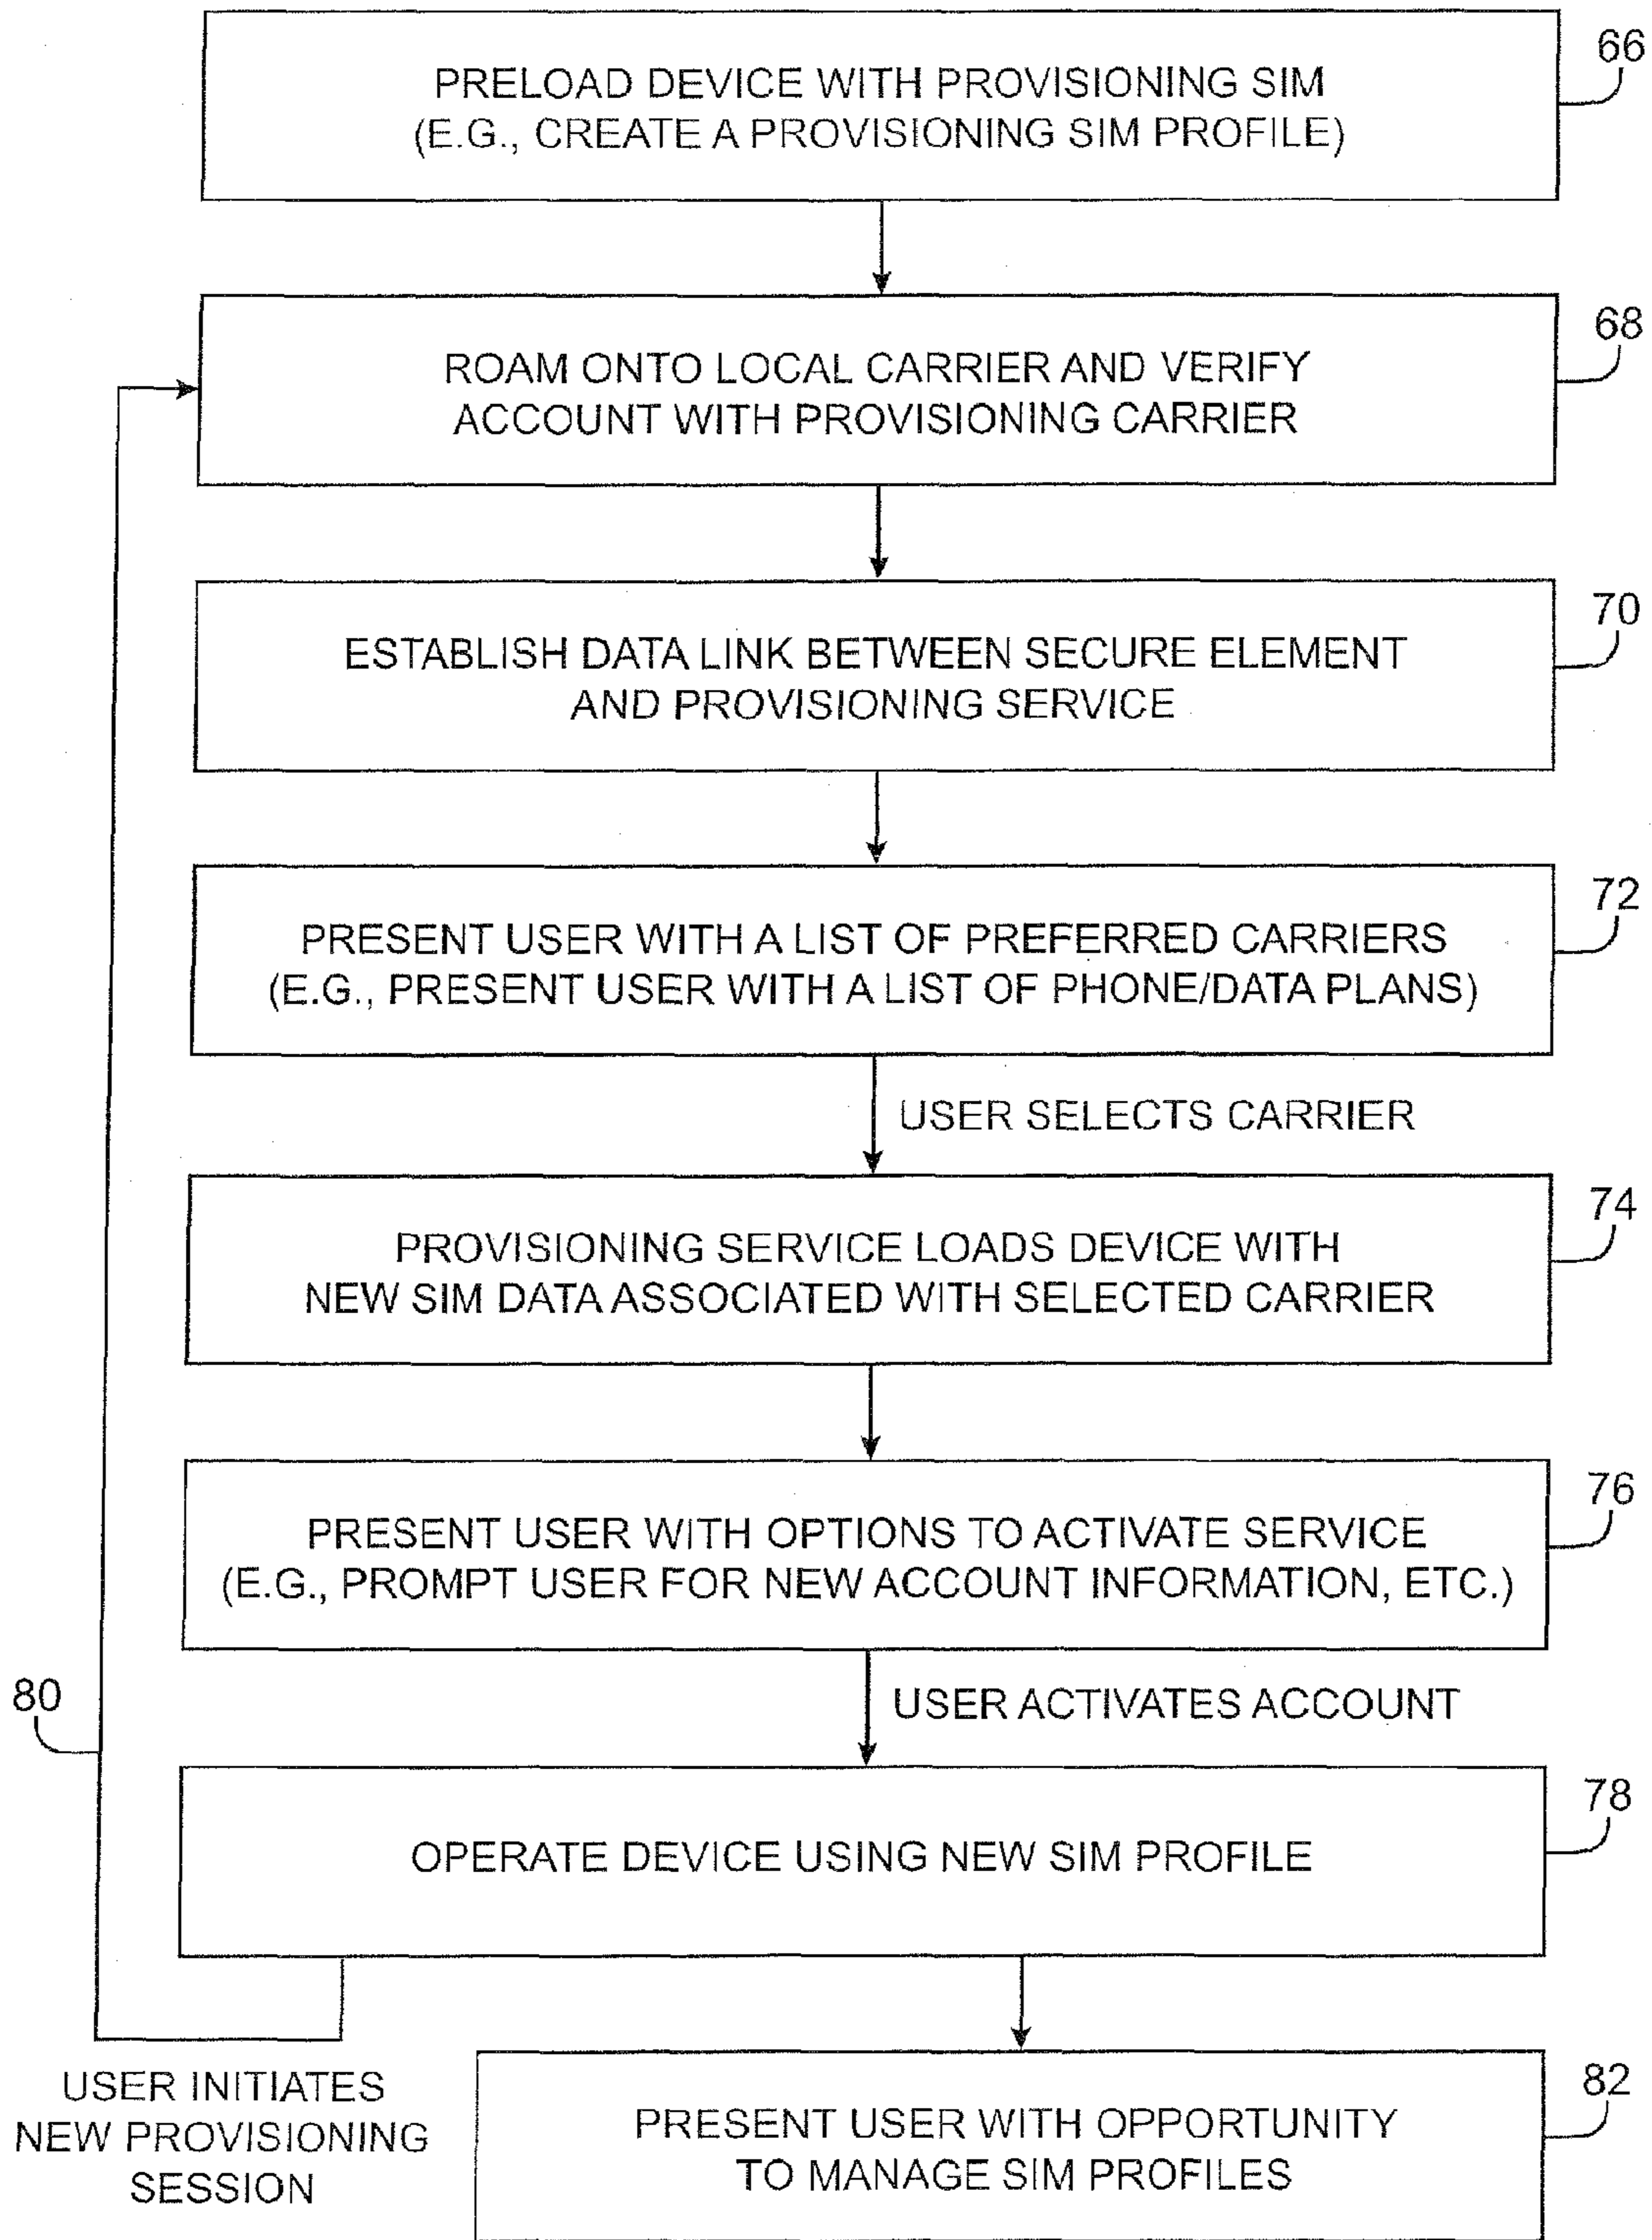 PRELOAD DEVICE WITH PROVISIONING SIM
(E.G., CREATE A PROVISIONING SIM PROFILE)
66
ROAM ONTO LOCAL CARRIER AND VERIFY
ACCOUNT WITH PROVISIONING CARRIER
68
ESTABLISH DATA LINK BETWEEN SECURE ELEMENT
AND PROVISIONING SERVICE
70
PRESENT USER WITH A LIST OF PREFERRED CARRIERS
(E.G., PRESENT USER WITH A LIST OF PHONE/DATA PLANS)
72
USER SELECTS CARRIER
PROVISIONING SERVICE LOADS DEVICE WITH
NEW SIM DATA ASSOCIATED WITH SELECTED CARRIER
74
PRESENT USER WITH OPTIONS TO ACTIVATE SERVICE
(E.G., PROMPT USER FOR NEW ACCOUNT INFORMATION, ETC.)
76
80
USER ACTIVATES ACCOUNT
OPERATE DEVICE USING NEW SIM PROFILE
78
USER INITIATES
NEW PROVISIONING
SESSION
PRESENT USER WITH OPPORTUNITY
TO MANAGE SIM PROFILES
82